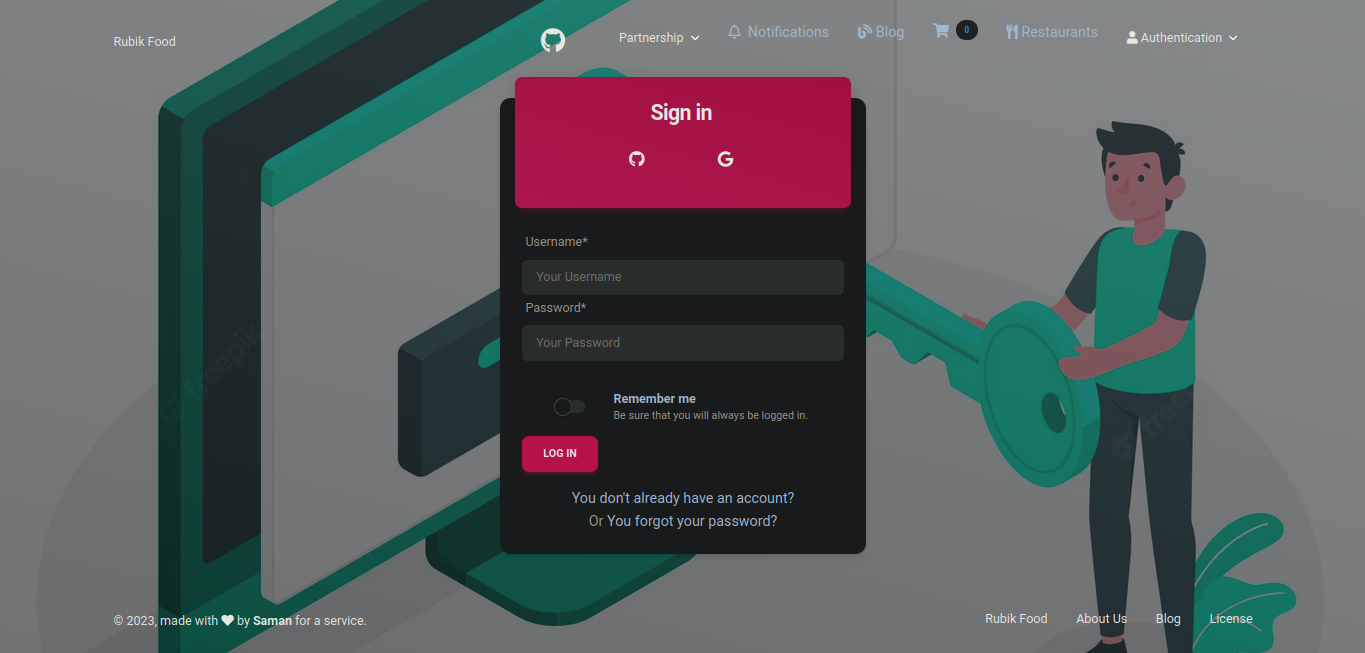 Rubik Food
Partnership
Notifications
Blog
0
Restaurants
Authentication
Sign in
Username*
Your Username
Password*
Your Password
Remember me
Be sure that you will always be logged in.
LOG IN
You don't already have an account?
Or You forgot your password?
freepik
freepik
© 2023, made with by Saman for a service.
Rubik Food
About Us
Blog
License